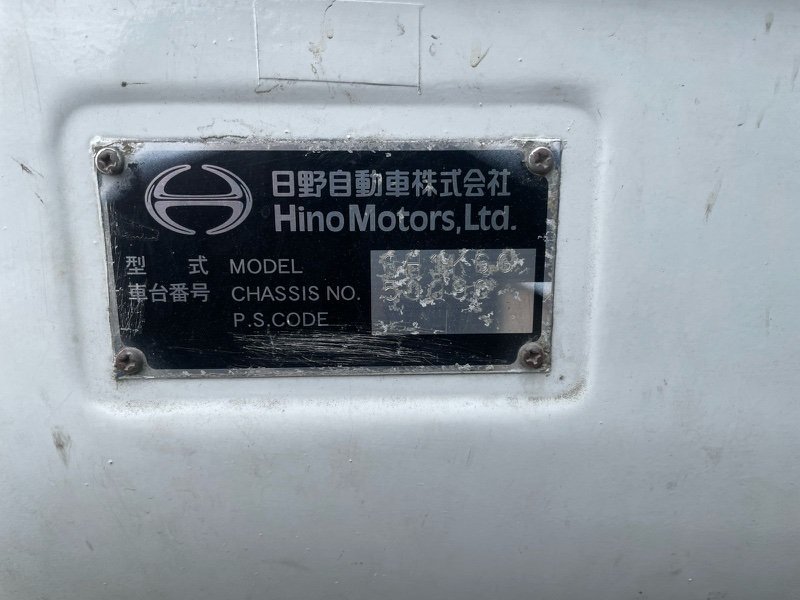 日野自動車株式会社
Hino Motors, Ltd.
型 式 MODEL
車台番号 CHASSIS NO.
P.S.CODE